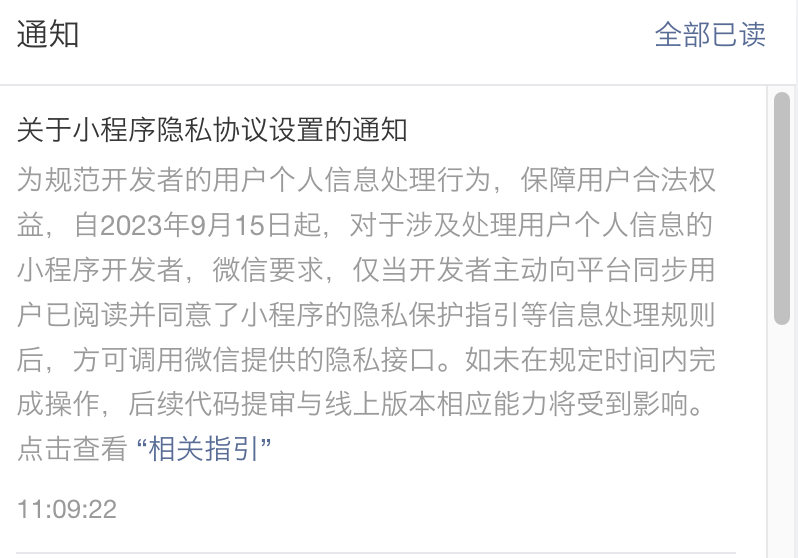 通知
全部已读
关于小程序隐私协议设置的通知
为规范开发者的用户个人信息处理行为，保障用户合法权
益，自2023年9月15日起，对于涉及处理用户个人信息的
小程序开发者，微信要求，仅当开发者主动向平台同步用
户已阅读并同意了小程序的隐私保护指引等信息处理规则
后，方可调用微信提供的隐私接口。如未在规定时间内完
成操作，后续代码提审与线上版本相应能力将受到影响。
点击查看 “相关指引”
11:09:22